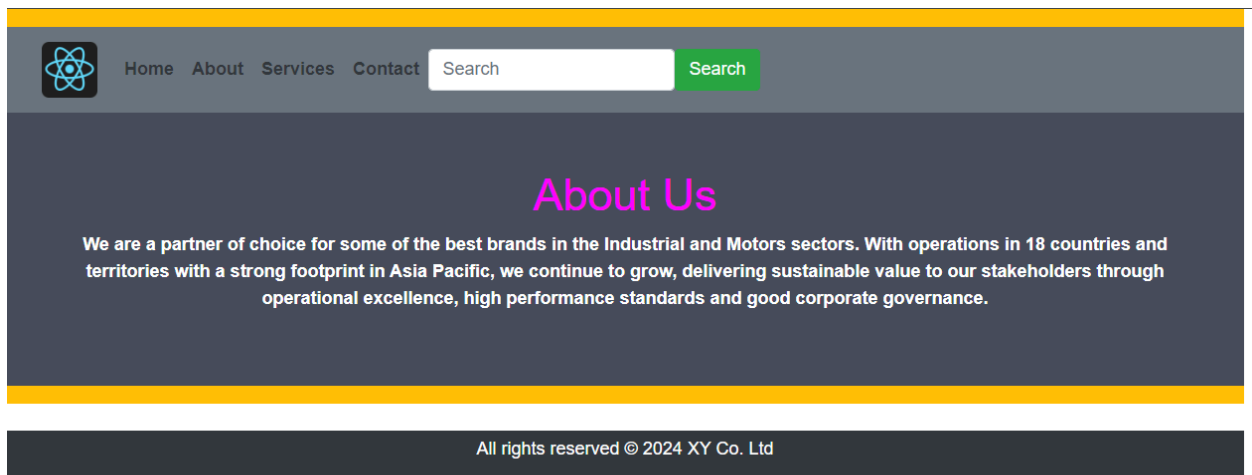 Home About Services Contact Search Search
About Us
We are a partner of choice for some of the best brands in the Industrial and Motors sectors. With operations in 18 countries and
territories with a strong footprint in Asia Pacific, we continue to grow, delivering sustainable value to our stakeholders through
operational excellence, high performance standards and good corporate governance.
All rights reserved © 2024 XY Co. Ltd